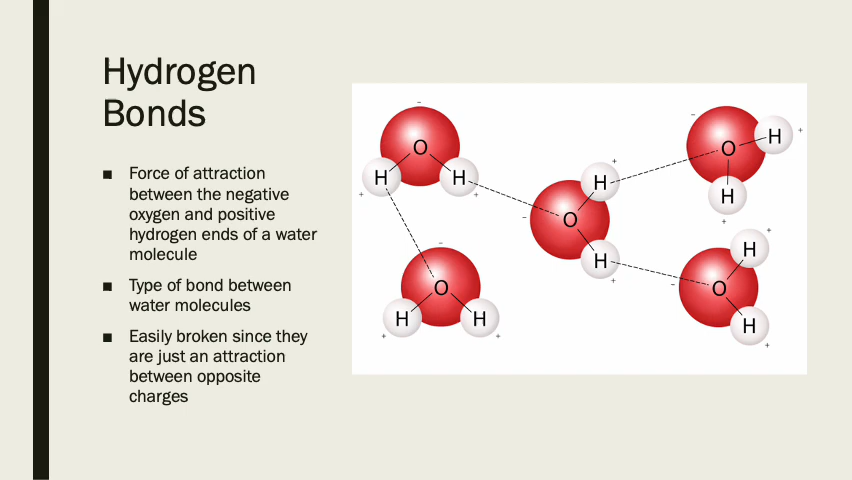 Hydrogen
Bonds
■ Force of attraction
between the negative
oxygen and positive
hydrogen ends of a water
molecule
■ Type of bond between
water molecules
■ Easily broken since they
are just an attraction
between opposite
charges
−
O
H H
+ +
−
O
H H
+ +
+
H
− O
H
+
−
O H +
H
+
+
H
− O
H
+